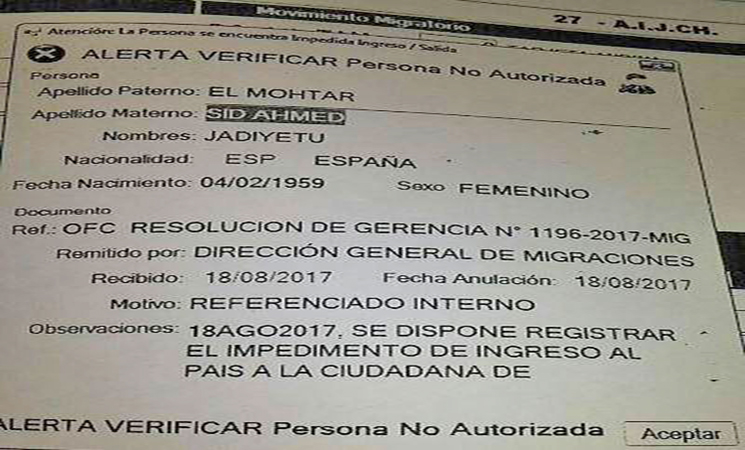 Movimiento Migratorio
27 - A.I.J.CH.
Atención: La Persona se encuentra Impedida Ingreso / Salida
ALERTA VERIFICAR Persona No Autorizada
Persona
Apellido Paterno: EL MOHTAR
Apellido Materno: SID AHMED
Nombres: JADIYETU
Nacionalidad: ESP ESPAÑA
Fecha Nacimiento: 04/02/1959 Sexo FEMENINO
Documento
Ref.: OFC RESOLUCION DE GERENCIA N° 1196-2017-MIG
Remitido por: DIRECCIÓN GENERAL DE MIGRACIONES
Recibido: 18/08/2017 Fecha Anulación: 18/08/2017
Motivo: REFERENCIADO INTERNO
Observaciones: 18AGO2017, SE DISPONE REGISTRAR
EL IMPEDIMENTO DE INGRESO AL
PAIS A LA CIUDADANA DE
ALERTA VERIFICAR Persona No Autorizada Aceptar